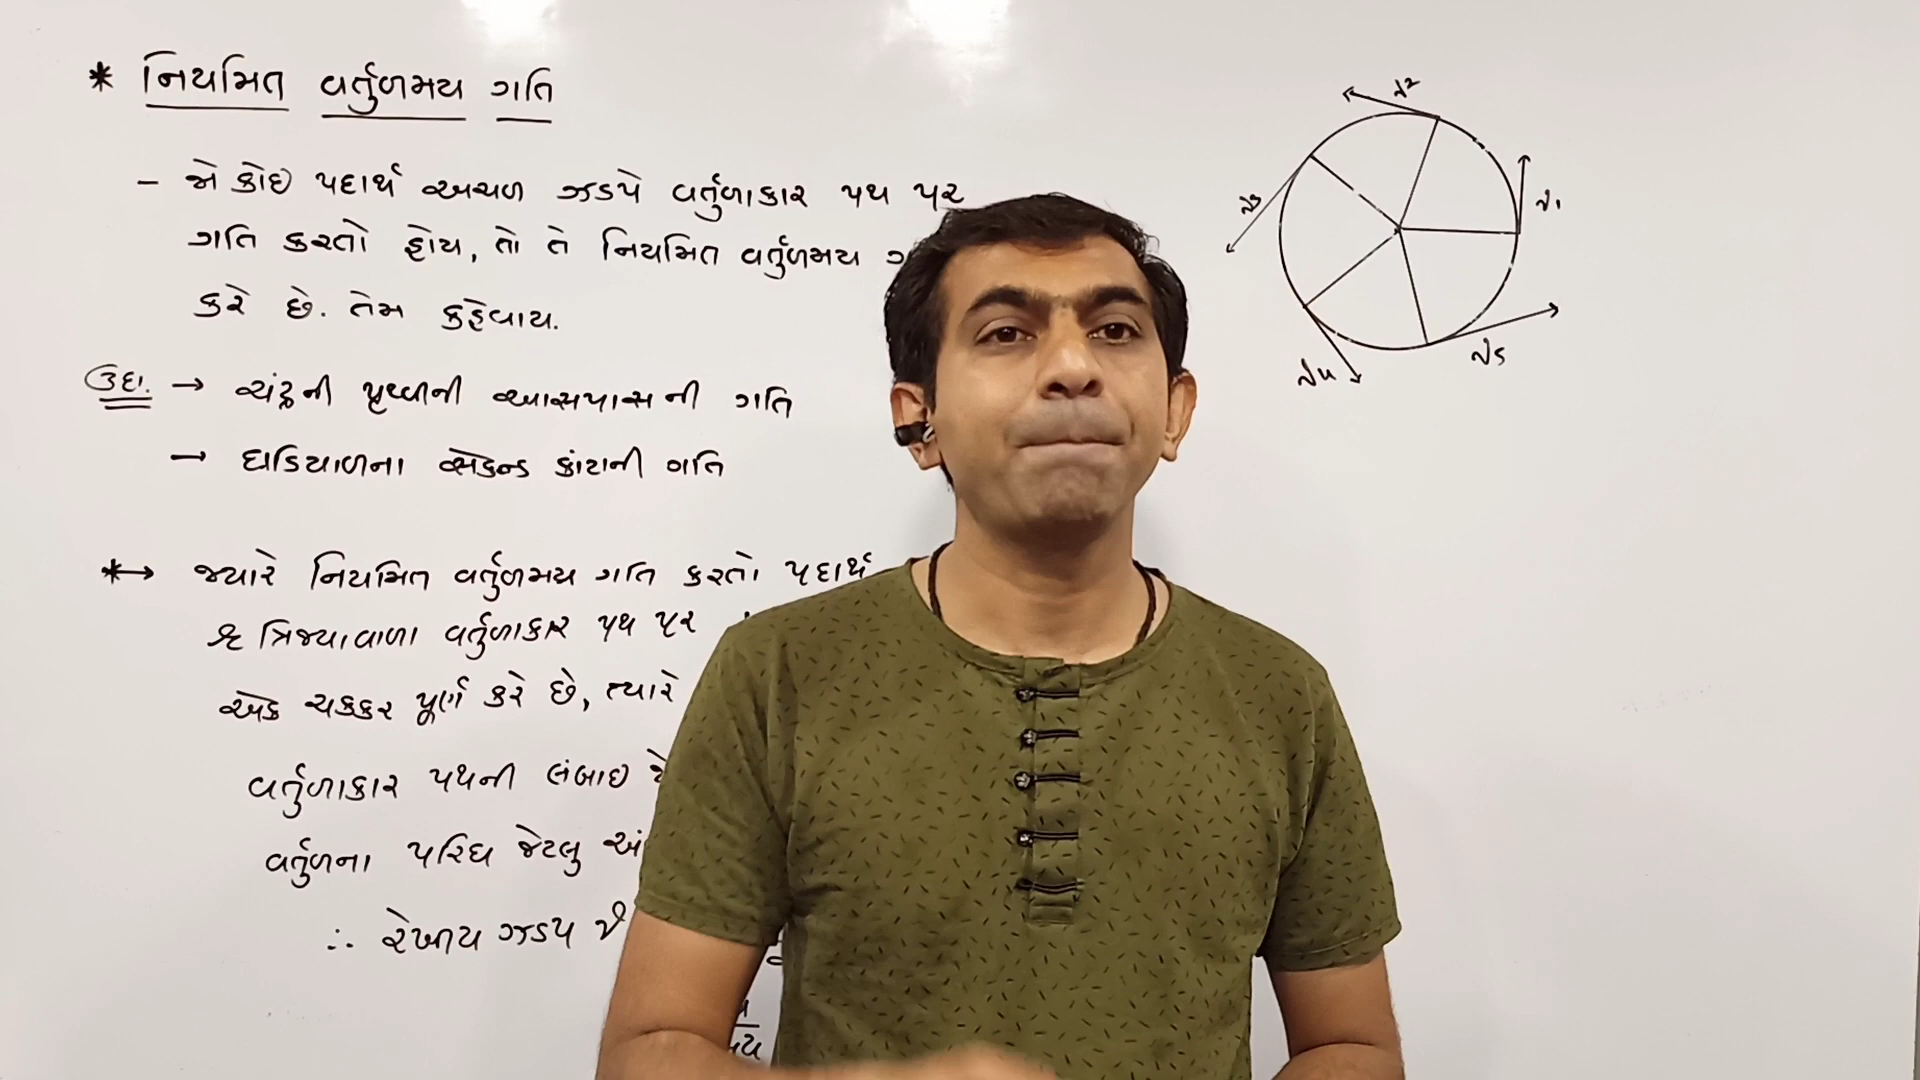 * નિયમિત વર્તુળમય ગતિ
- જો કોઇ પદાર્થ અચળ ઝડપે વર્તુળાકાર પથ પર
ગતિ કરતો હોય, તો તે નિયમિત વર્તુળમય
કરે છે. તેમ કહેવાય.
ઉદા. → ચંદ્રની પૃથ્વીની આસપાસ ની ગતિ
→ ઘડિયાળના સેકન્ડ કાંટાની ગતિ
*→ જ્યારે નિયમિત વર્તુળમય ગતિ કરતો પદાર્થ
r ત્રિજ્યાવાળા વર્તુળાકાર પથ પર
એક ચક્કર પૂર્ણ કરે છે, ત્યારે
વર્તુળાકાર પથની લંબાઇ
વર્તુળના પરિઘ જેટલુ અં
∴ રેખીય ઝડપ v
v2
v1
v3
v4
v5